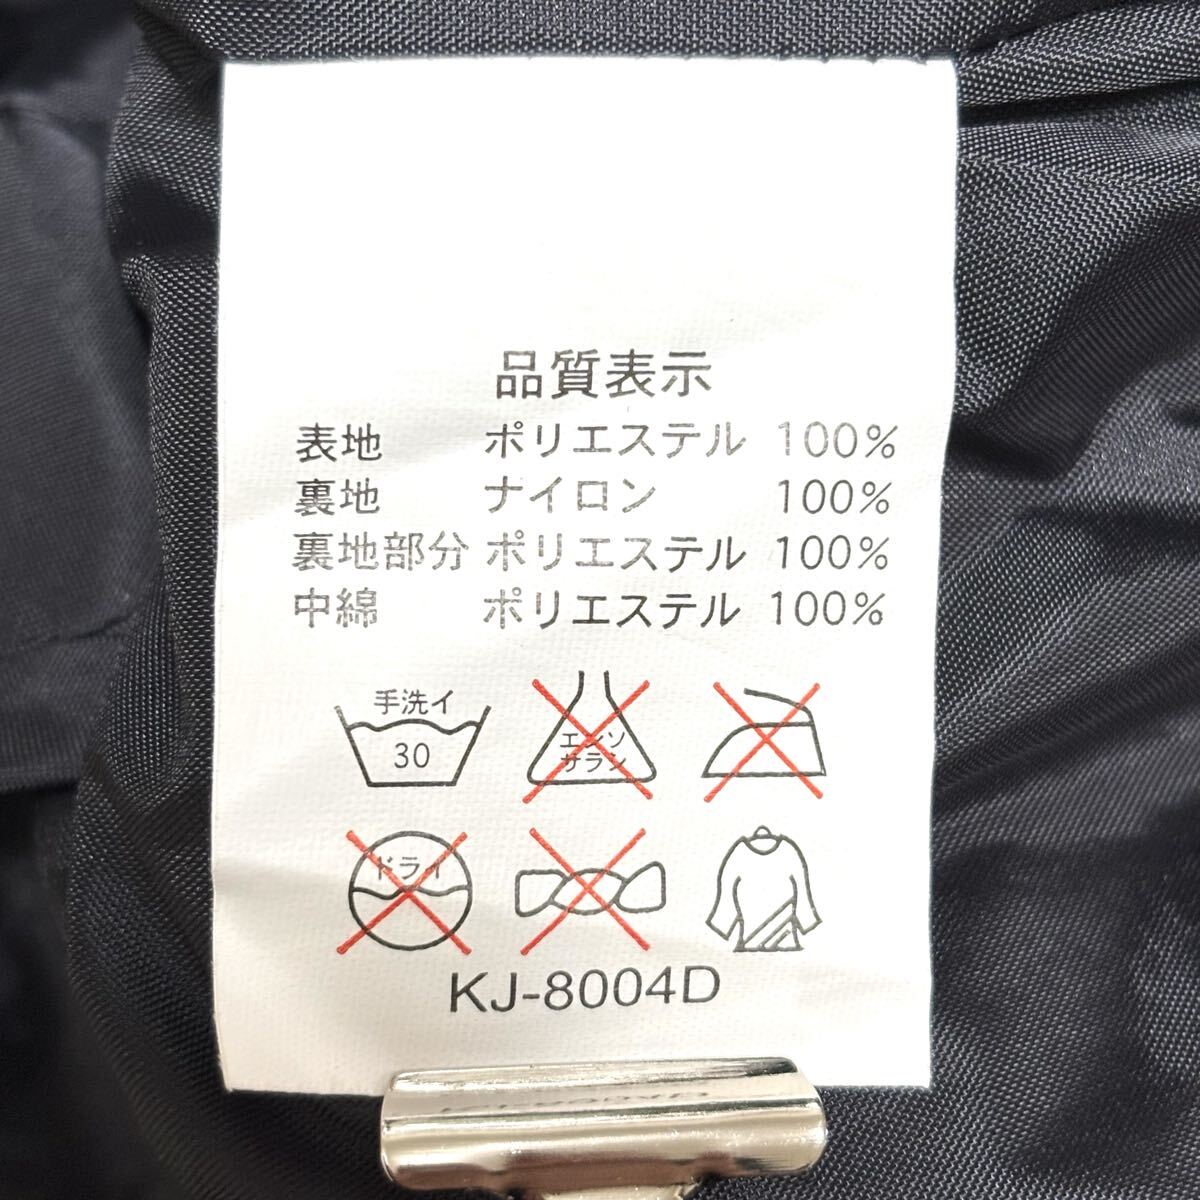 品質表示
表地 ポリエステル 100%
裏地 ナイロン 100%
裏地部分 ポリエステル 100%
中綿 ポリエステル 100%
手洗イ
30
エンソ
サラン
ドライ
KJ-8004D